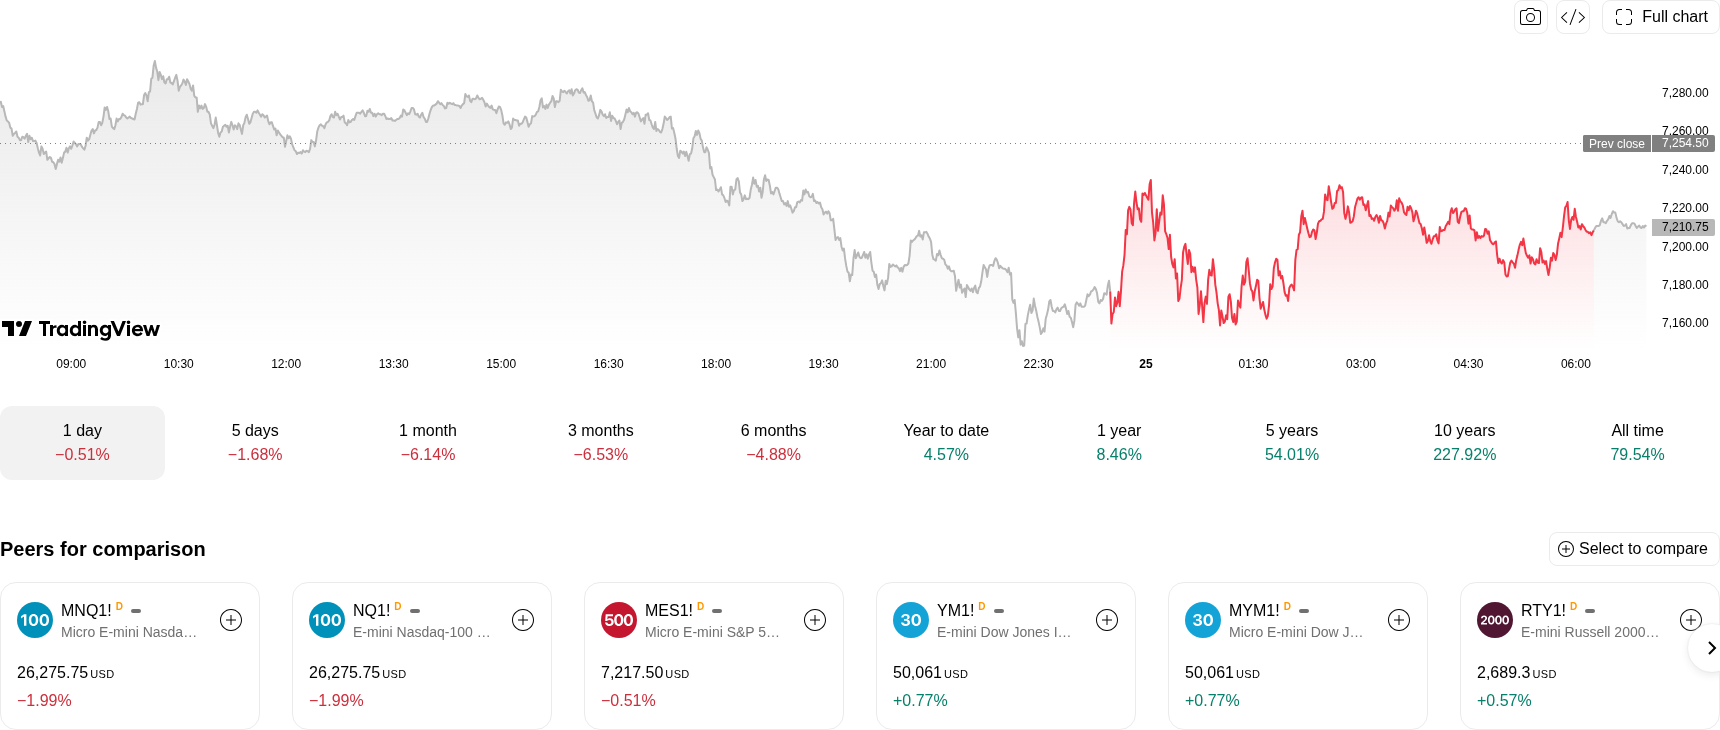 Full chart
7,280.00
7,260.00
Prev close 7,254.50
7,240.00
7,220.00
7,210.75
7,200.00
7,180.00
7,160.00
TradingView
09:00 10:30 12:00 13:30 15:00 16:30 18:00 19:30 21:00 22:30 25 01:30 03:00 04:30 06:00
1 day 5 days 1 month 3 months 6 months Year to date 1 year 5 years 10 years All time
−0.51% −1.68% −6.14% −6.53% −4.88% 4.57% 8.46% 54.01% 227.92% 79.54%
Peers for comparison
Select to compare
100 MNQ1! D
Micro E-mini Nasda…
26,275.75 USD
−1.99%
100 NQ1! D
E-mini Nasdaq-100 …
26,275.75 USD
−1.99%
500 MES1! D
Micro E-mini S&P 5…
7,217.50 USD
−0.51%
30 YM1! D
E-mini Dow Jones I…
50,061 USD
+0.77%
30 MYM1! D
Micro E-mini Dow J…
50,061 USD
+0.77%
2000 RTY1! D
E-mini Russell 2000…
2,689.3 USD
+0.57%